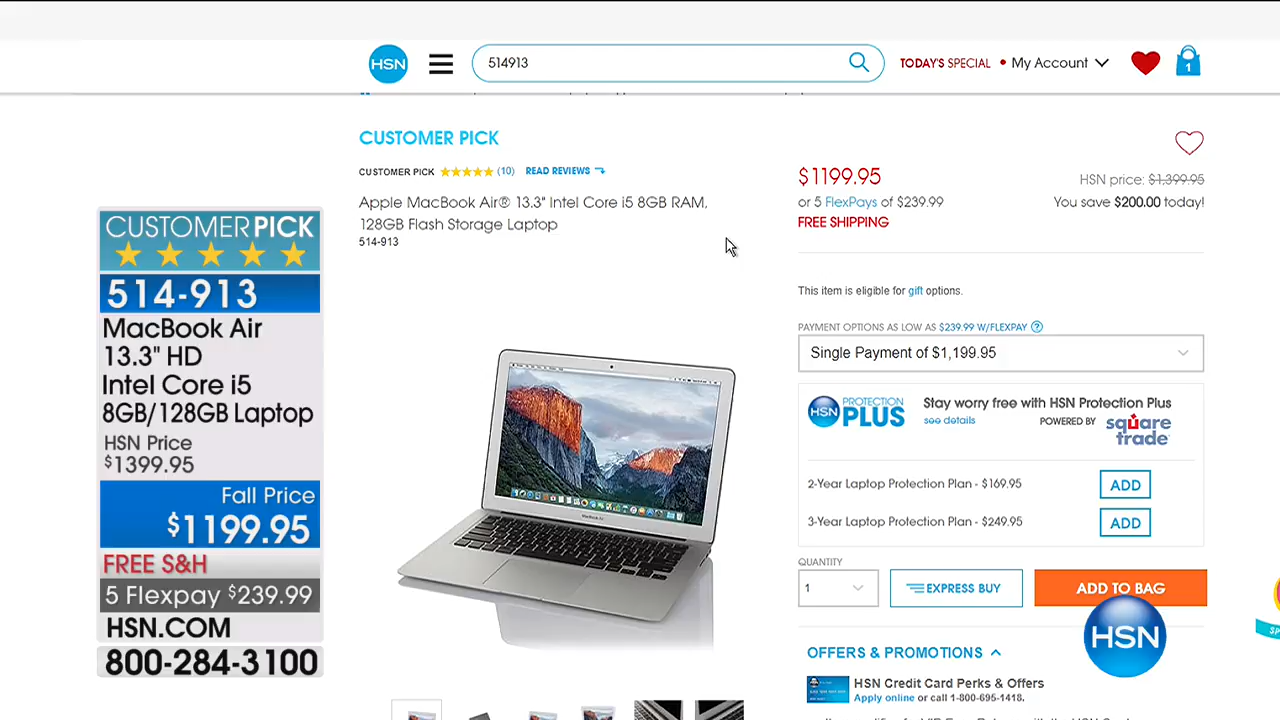 HSN
514913
TODAY'S SPECIAL
My Account
1
CUSTOMER PICK
CUSTOMER PICK (10) READ REVIEWS
Apple MacBook Air® 13.3" Intel Core i5 8GB RAM,
128GB Flash Storage Laptop
514-913
$1199.95
HSN price: $1,399.95
or 5 FlexPays of $239.99
You save $200.00 today!
FREE SHIPPING
This item is eligible for gift options.
PAYMENT OPTIONS AS LOW AS $239.99 W/FLEXPAY ?
Single Payment of $1,199.95
HSN PROTECTION PLUS
Stay worry free with HSN Protection Plus
see details
POWERED BY square trade
2-Year Laptop Protection Plan - $169.95 ADD
3-Year Laptop Protection Plan - $249.95 ADD
QUANTITY
1
EXPRESS BUY
ADD TO BAG
HSN
OFFERS & PROMOTIONS
HSN Credit Card Perks & Offers
Apply online or call 1-800-695-1418.
CUSTOMERPICK
514-913
MacBook Air
13.3" HD
Intel Core i5
8GB/128GB Laptop
HSN Price
$1399.95
Fall Price
$1199.95
FREE S&H
5 Flexpay $239.99
HSN.COM
800-284-3100